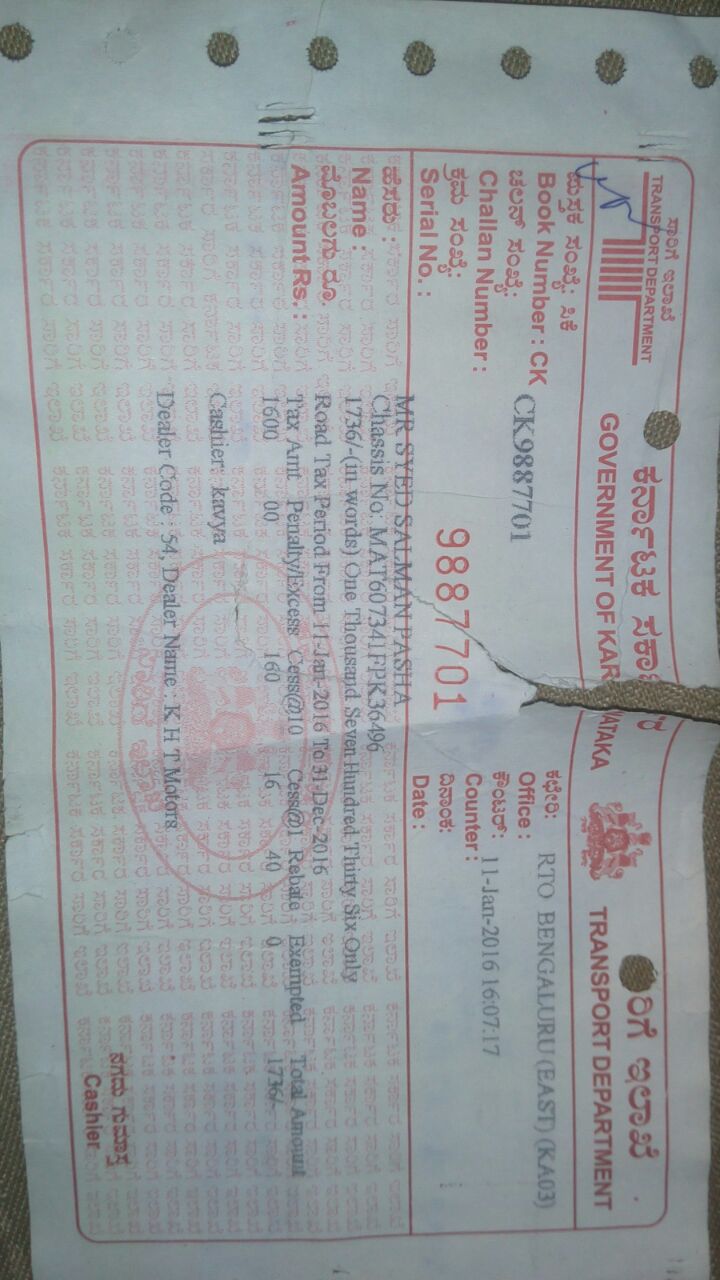 ಸಾರಿಗೆ ಇಲಾಖೆ
TRANSPORT DEPARTMENT
ಕರ್ನಾಟಕ ಸರ್ಕಾರ
GOVERNMENT OF KARNATAKA
ಸಾರಿಗೆ ಇಲಾಖೆ
TRANSPORT DEPARTMENT
ಪುಸ್ತಕ ಸಂಖ್ಯೆ: ಸಿಕೆ
Book Number : CK CK9887701
ಚಲನ್ ಸಂಖ್ಯೆ:
Challan Number :
ಕ್ರಮ ಸಂಖ್ಯೆ:
Serial No. : 9887701
ಕಛೇರಿ:
Office : RTO BENGALURU (EAST) (KA03)
ಕೌಂಟರ್:
Counter : 11-Jan-2016 16:07:17
ದಿನಾಂಕ:
Date :
ಹೆಸರು :
Name :
ಮೊಬಲಗು ರೂ.
Amount Rs. :
MR SYED SALMAN PASHA
Chassis No: MAT607341FPK36496
1736/-(in words) One Thousand Seven Hundred Thirty Six Only
Road Tax Period From 11-Jan-2016 To 31-Dec-2016
Tax Amt Penalty/Excess Cess@10 Cess@1 Rebate Exempted Total Amount
1600 00 160 16 40 0 1736/-
Cashier: kavya
Dealer Code : 54, Dealer Name : K H T Motors
ಸಾರಿಗೆ ಇಲಾಖೆ
ನಗದು ಗುಮಾಸ್ತ
Cashier